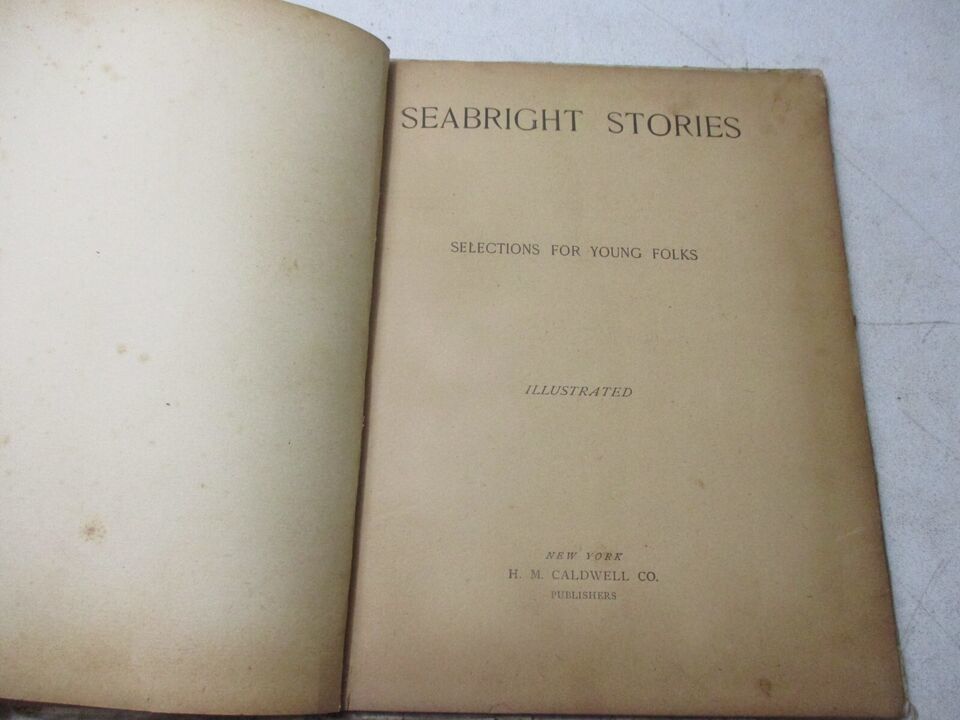 SEABRIGHT STORIES
SELECTIONS FOR YOUNG FOLKS
ILLUSTRATED
NEW YORK
H. M. CALDWELL CO.
PUBLISHERS